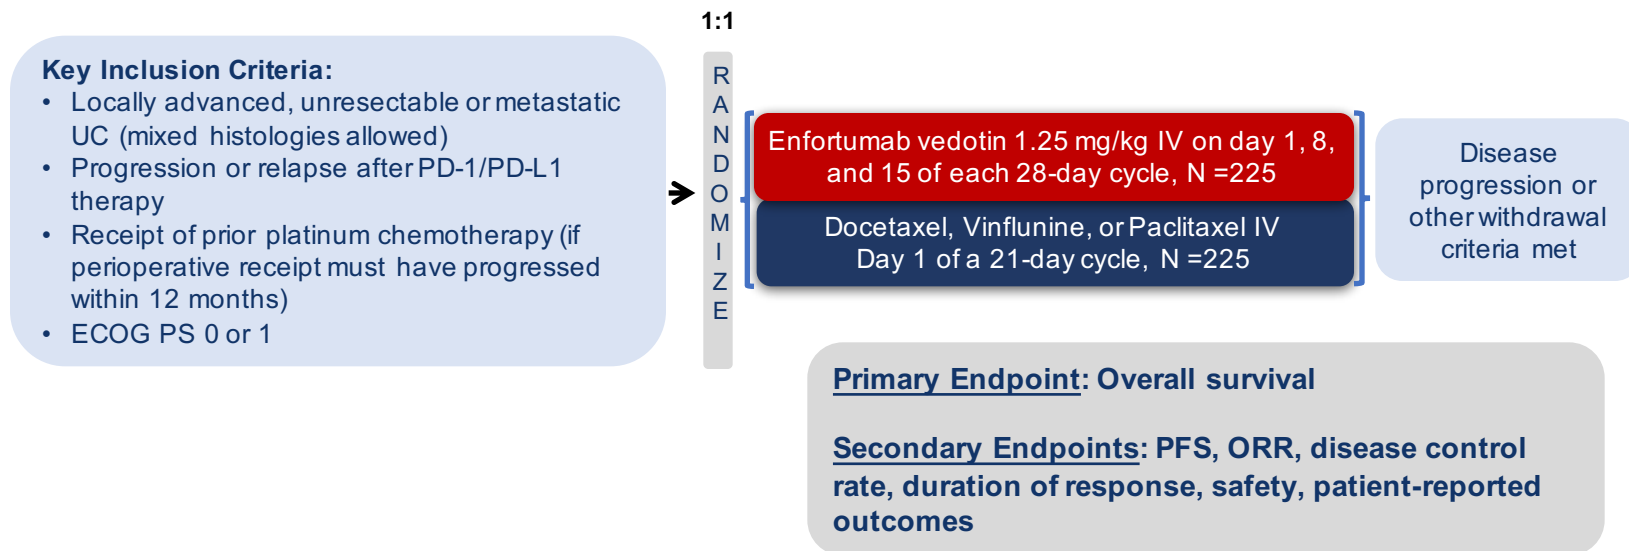 1:1
Key Inclusion Criteria:
• Locally advanced, unresectable or metastatic
UC (mixed histologies allowed)
• Progression or relapse after PD-1/PD-L1
therapy
• Receipt of prior platinum chemotherapy (if
perioperative receipt must have progressed
within 12 months)
• ECOG PS 0 or 1
R
A
N
D
O
M
I
Z
E
Enfortumab vedotin 1.25 mg/kg IV on day 1, 8,
and 15 of each 28-day cycle, N =225
Docetaxel, Vinflunine, or Paclitaxel IV
Day 1 of a 21-day cycle, N =225
Disease
progression or
other withdrawal
criteria met
Primary Endpoint: Overall survival
Secondary Endpoints: PFS, ORR, disease control
rate, duration of response, safety, patient-reported
outcomes